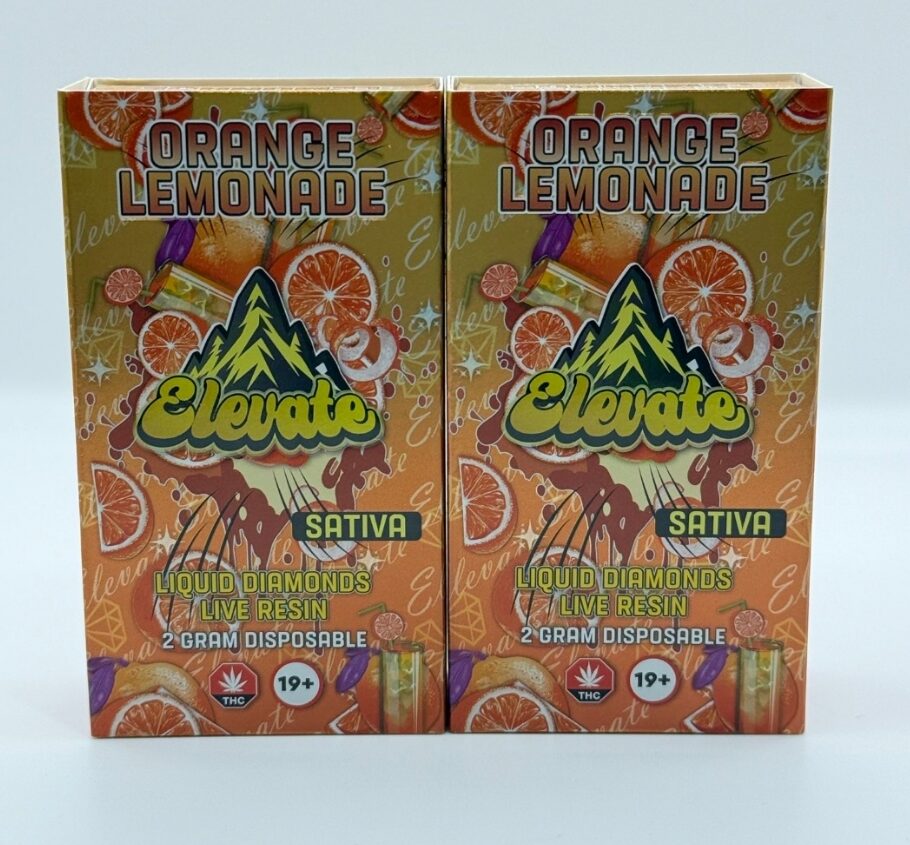 ORANGE
LEMONADE
Elevate
SATIVA
LIQUID DIAMONDS
LIVE RESIN
2 GRAM DISPOSABLE
THC
19+
ORANGE
LEMONADE
Elevate
SATIVA
LIQUID DIAMONDS
LIVE RESIN
2 GRAM DISPOSABLE
THC
19+